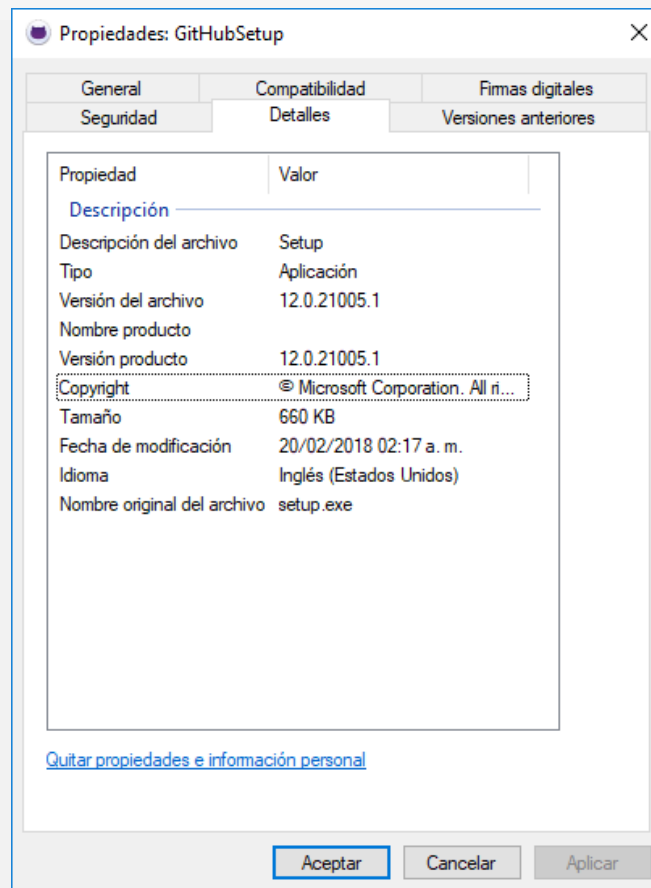 Propiedades: GitHubSetup
General Compatibilidad Firmas digitales
Seguridad Detalles Versiones anteriores
Propiedad Valor
Descripción
Descripción del archivo Setup
Tipo Aplicación
Versión del archivo 12.0.21005.1
Nombre producto
Versión producto 12.0.21005.1
Copyright © Microsoft Corporation. All ri...
Tamaño 660 KB
Fecha de modificación 20/02/2018 02:17 a. m.
Idioma Inglés (Estados Unidos)
Nombre original del archivo setup.exe
Quitar propiedades e información personal
Aceptar Cancelar Aplicar